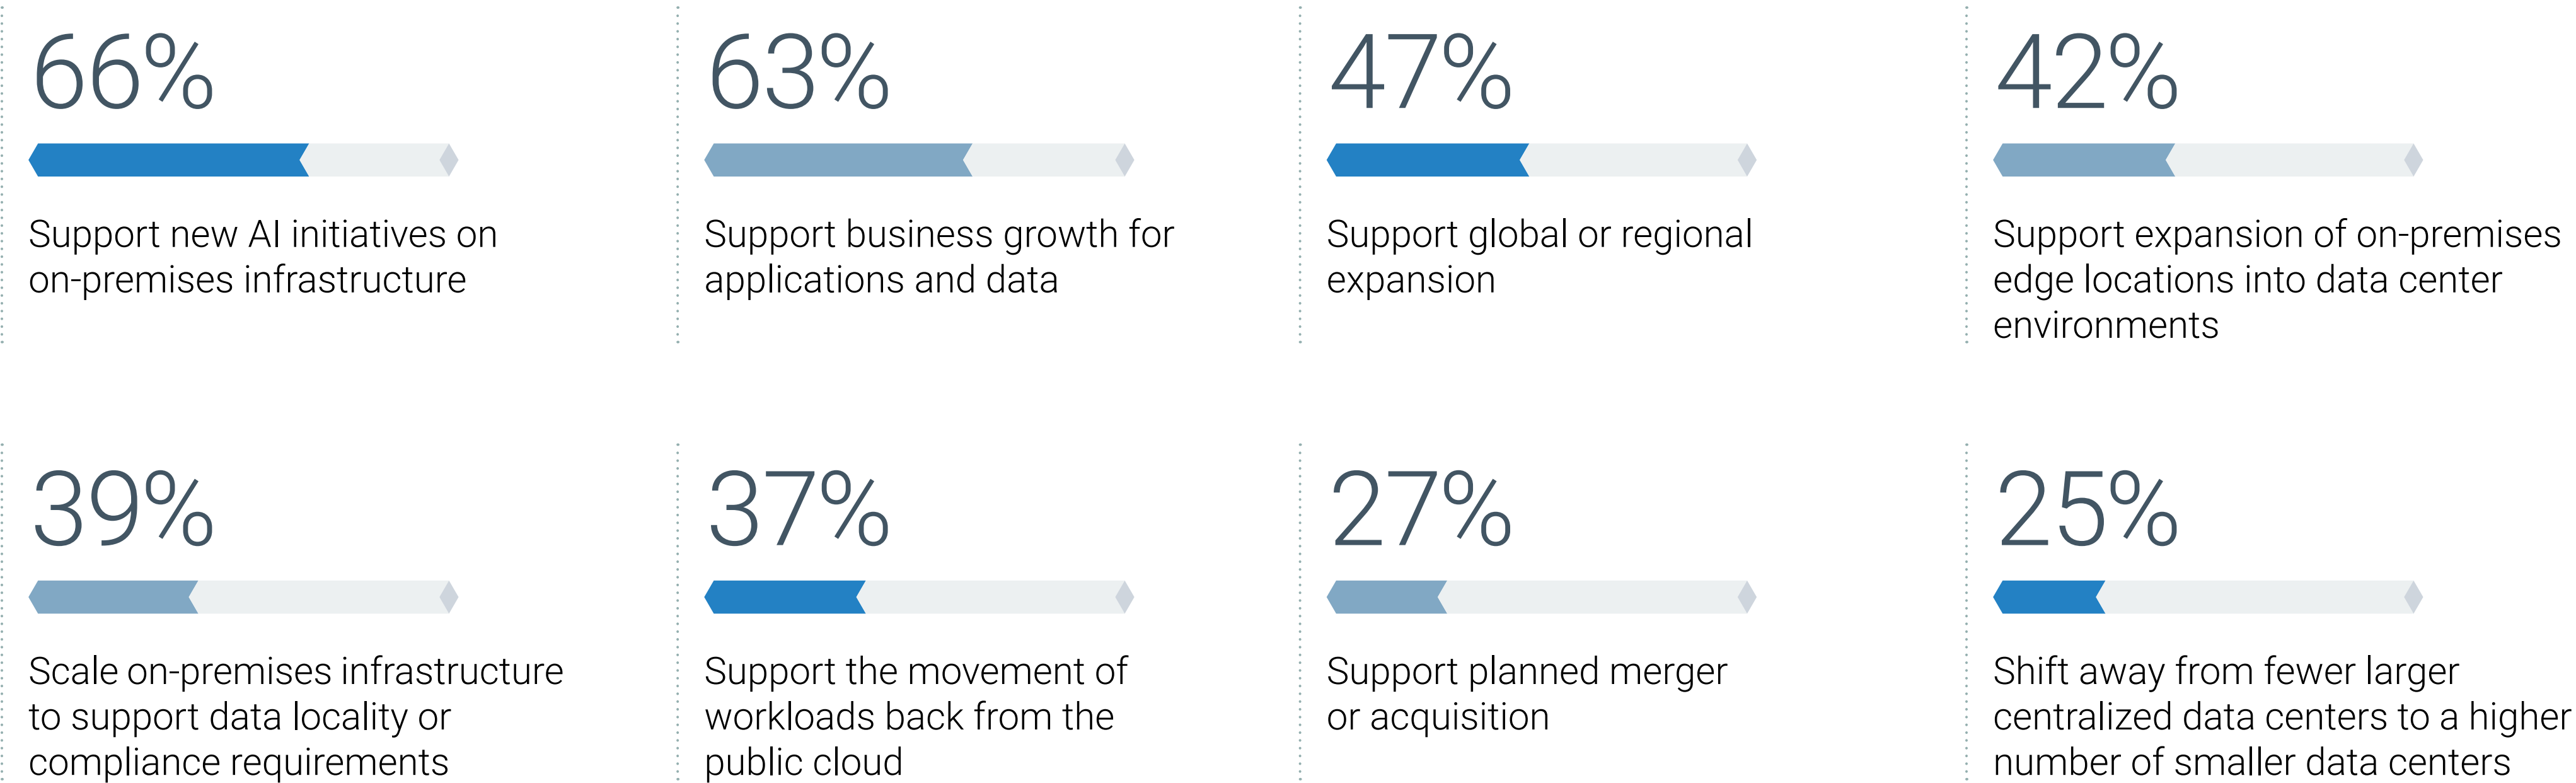 66%
Support new AI initiatives on
on-premises infrastructure
63%
Support business growth for
applications and data
47%
Support global or regional
expansion
42%
Support expansion of on-premises
edge locations into data center
environments
39%
Scale on-premises infrastructure
to support data locality or
compliance requirements
37%
Support the movement of
workloads back from the
public cloud
27%
Support planned merger
or acquisition
25%
Shift away from fewer larger
centralized data centers to a higher
number of smaller data centers